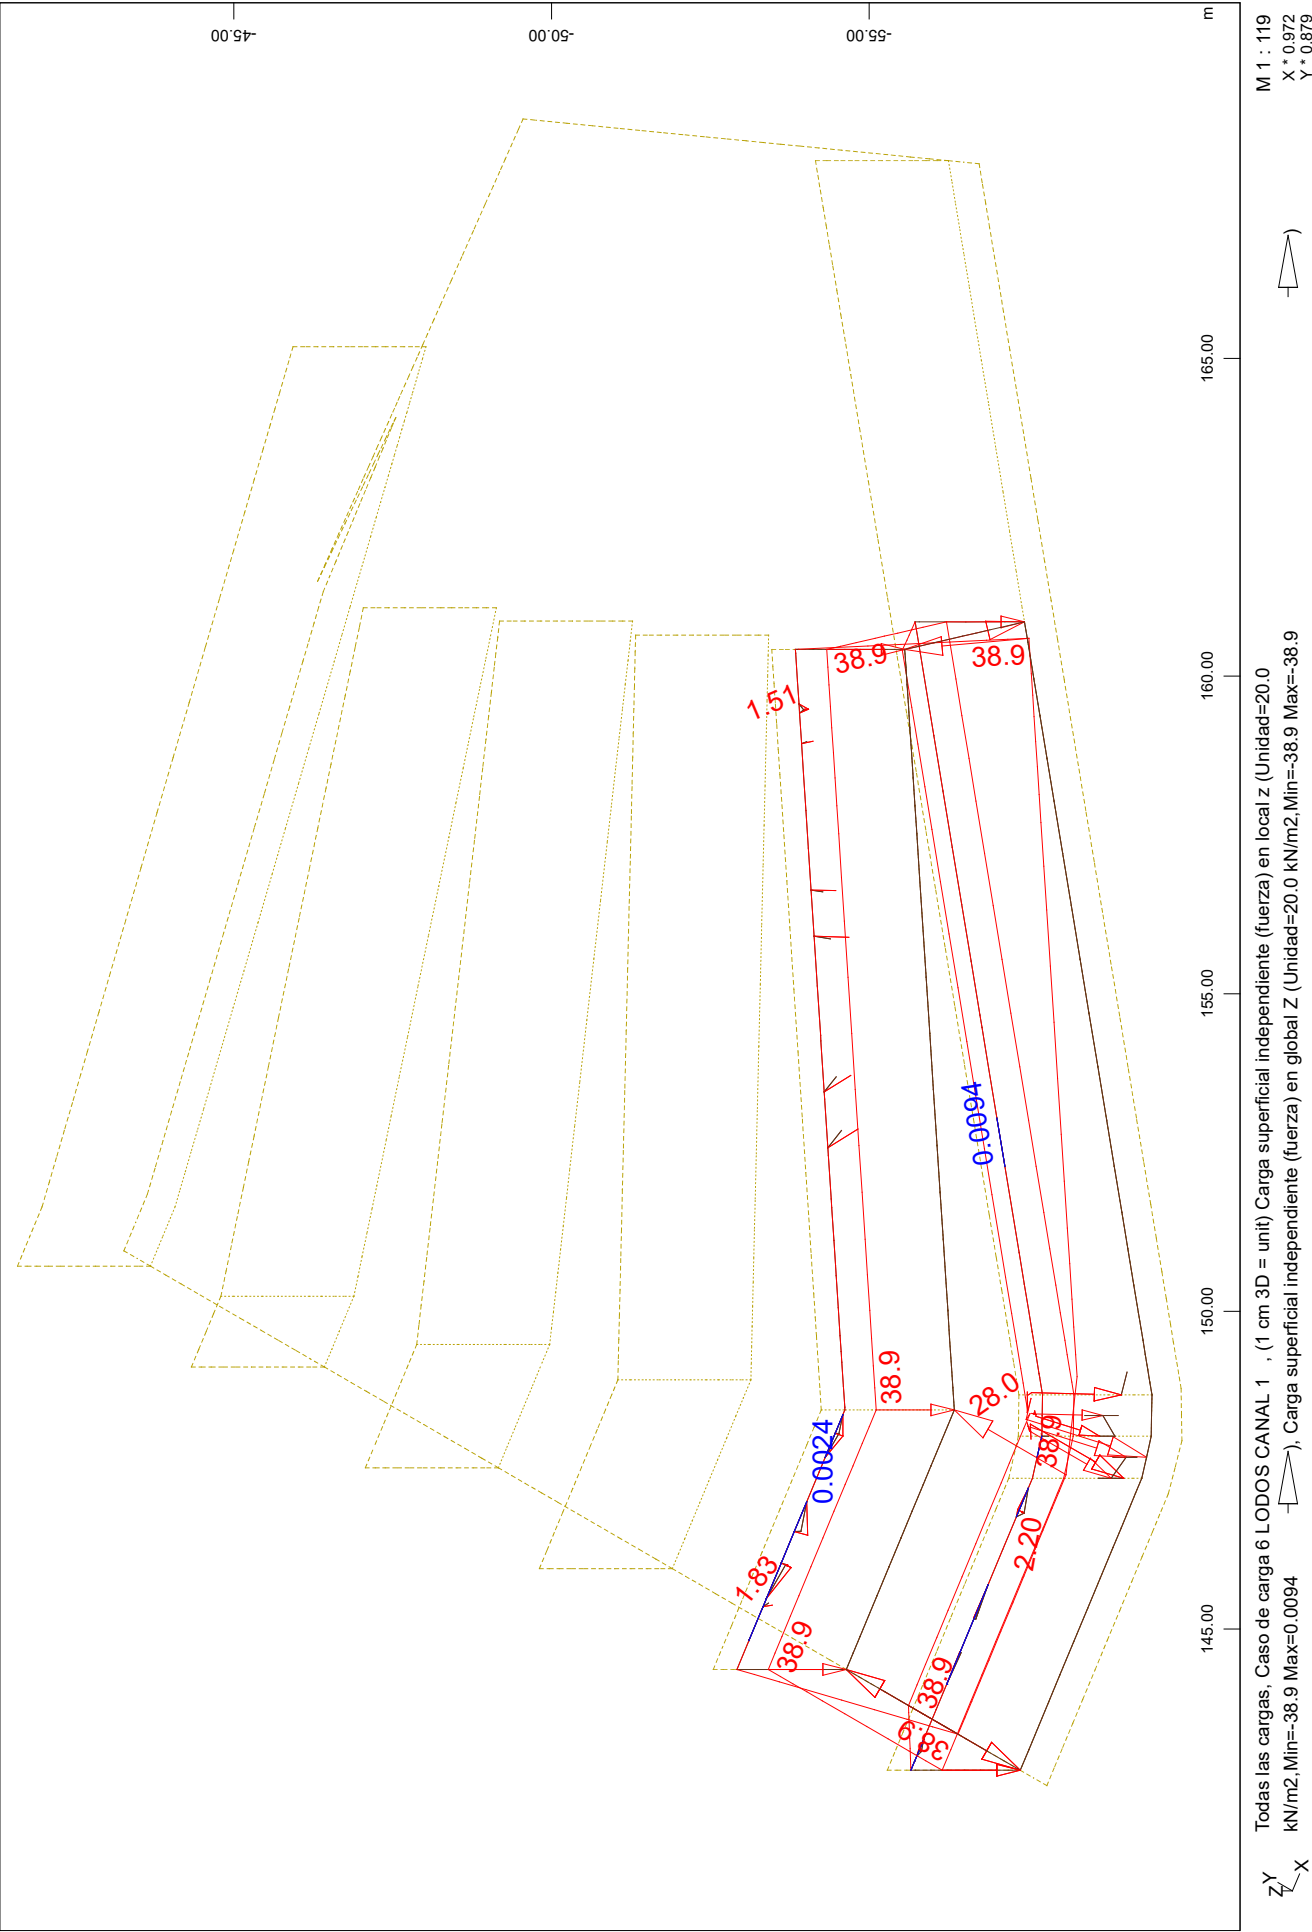 M 1 : 119
X * 0.972
Y * 0.879
Todas las cargas, Caso de carga 6 LODOS CANAL 1 , (1 cm 3D = unit) Carga superficial independiente (fuerza) en local z (Unidad=20.0
kN/m2,Min=-38.9 Max=0.0094 ), Carga superficial independiente (fuerza) en global Z (Unidad=20.0 kN/m2,Min=-38.9 Max=-38.9 )
Z Y
X
-45.00
-50.00
-55.00
m
145.00
150.00
155.00
160.00
165.00
1.51
38.9
38.9
0.0094
38.9
28.0
38.9
0.0024
1.83
38.9
2.20
38.9
38.9